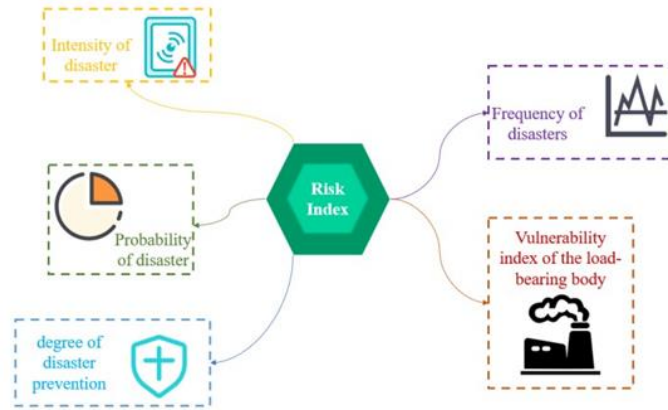 Intensity of
disaster
Frequency of
disasters
Risk
Index
Probability
of disaster
Vulnerability
index of the load-
bearing body
degree of
disaster
prevention